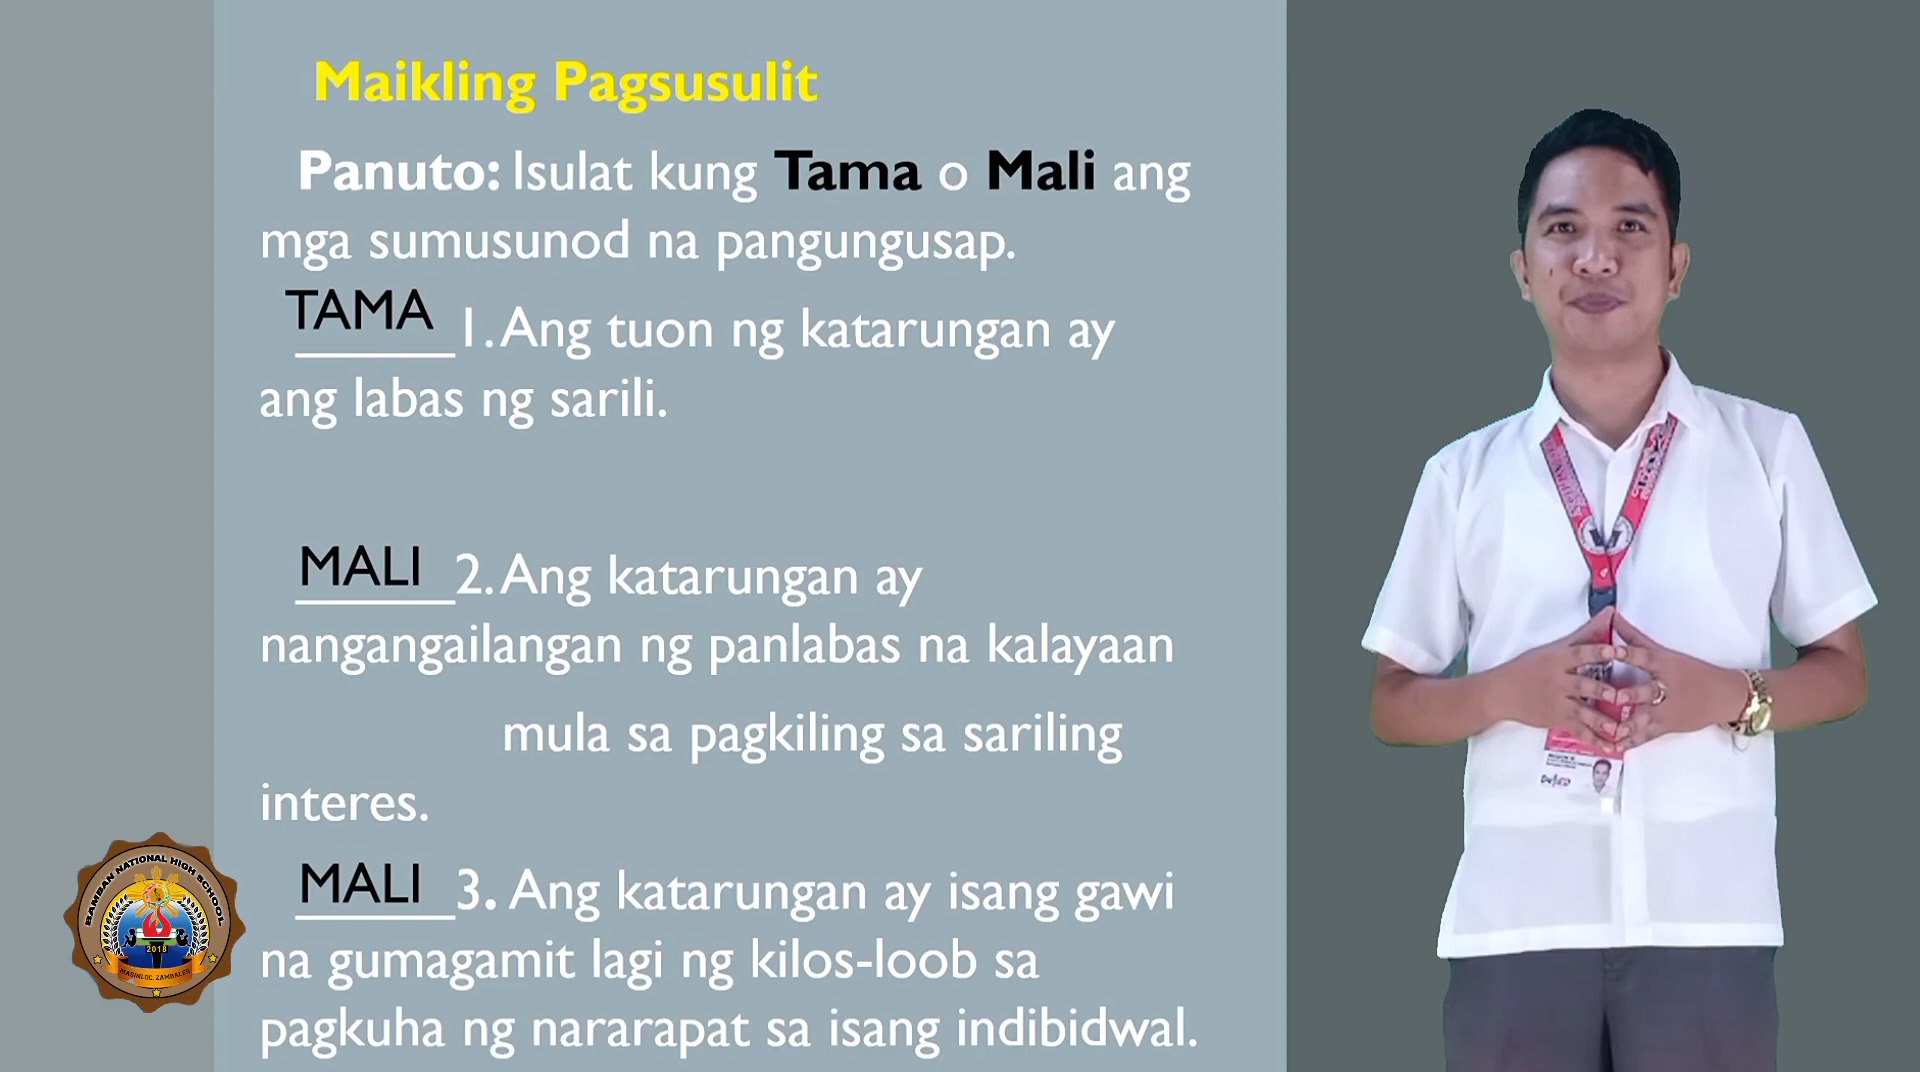 Maikling Pagsusulit
Panuto: Isulat kung Tama o Mali ang
mga sumusunod na pangungusap.
TAMA 1. Ang tuon ng katarungan ay
ang labas ng sarili.
MALI 2. Ang katarungan ay
nangangailangan ng panlabas na kalayaan
mula sa pagkiling sa sariling
interes.
MALI 3. Ang katarungan ay isang gawi
na gumagamit lagi ng kilos-loob sa
pagkuha ng nararapat sa isang indibidwal.
BAMBAN NATIONAL HIGH SCHOOL
2018
MASINLOC, ZAMBALES